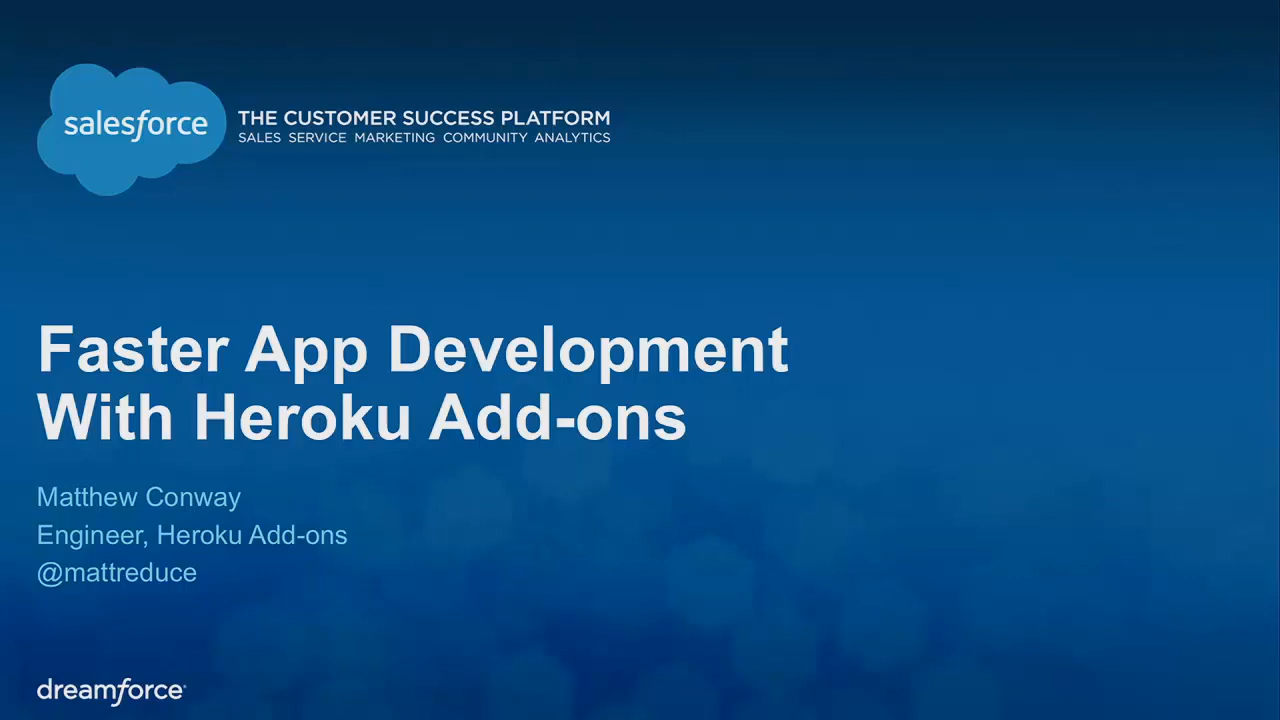 salesforce
THE CUSTOMER SUCCESS PLATFORM
SALES SERVICE MARKETING COMMUNITY ANALYTICS
Faster App Development
With Heroku Add-ons
Matthew Conway
Engineer, Heroku Add-ons
@mattreduce
dreamforce